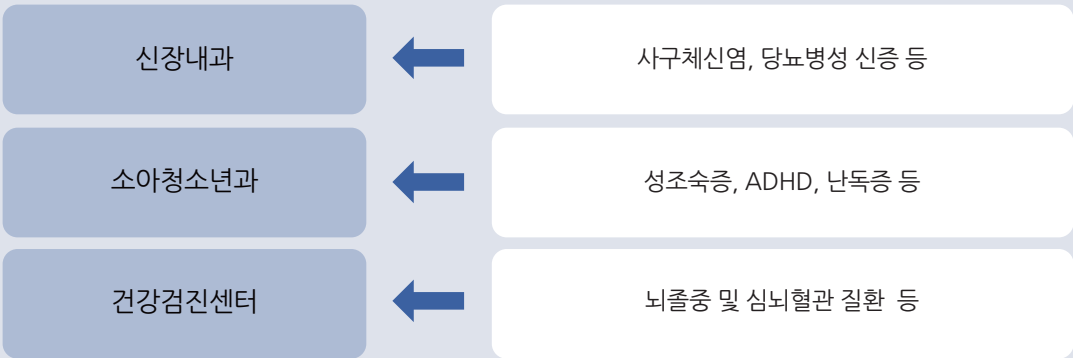 신장내과
사구체신염, 당뇨병성 신증 등
소아청소년과
성조숙증, ADHD, 난독증 등
건강검진센터
뇌졸중 및 심뇌혈관 질환 등